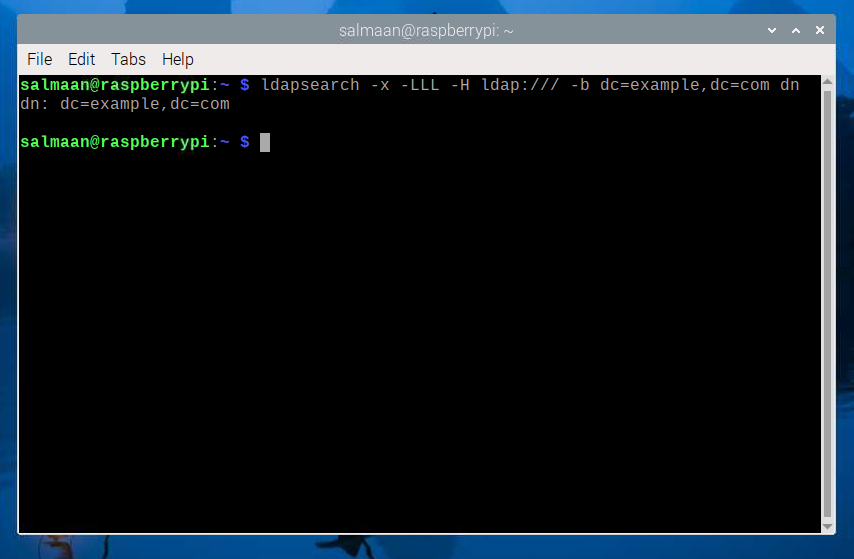 salmaan@raspberrypi: ~
File Edit Tabs Help
salmaan@raspberrypi:~ $ ldapsearch -x -LLL -H ldap:/// -b dc=example,dc=com dn
dn: dc=example,dc=com
salmaan@raspberrypi:~ $